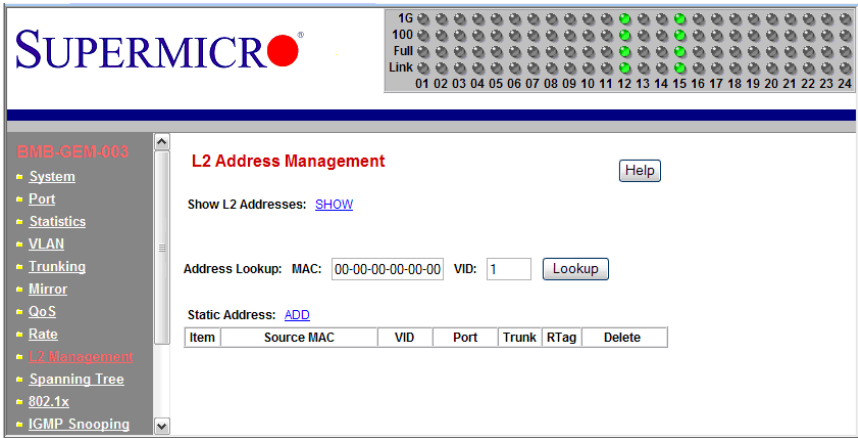 SUPERMICRO®
1G
100
Full
Link
01 02 03 04 05 06 07 08 09 10 11 12 13 14 15 16 17 18 19 20 21 22 23 24
BMB-GEM-003
System
Port
Statistics
VLAN
Trunking
Mirror
QoS
Rate
L2 Management
Spanning Tree
802.1x
IGMP Snooping
L2 Address Management
Help
Show L2 Addresses: SHOW
Address Lookup: MAC: 00-00-00-00-00-00 VID: 1 Lookup
Static Address: ADD
Item Source MAC VID Port Trunk RTag Delete